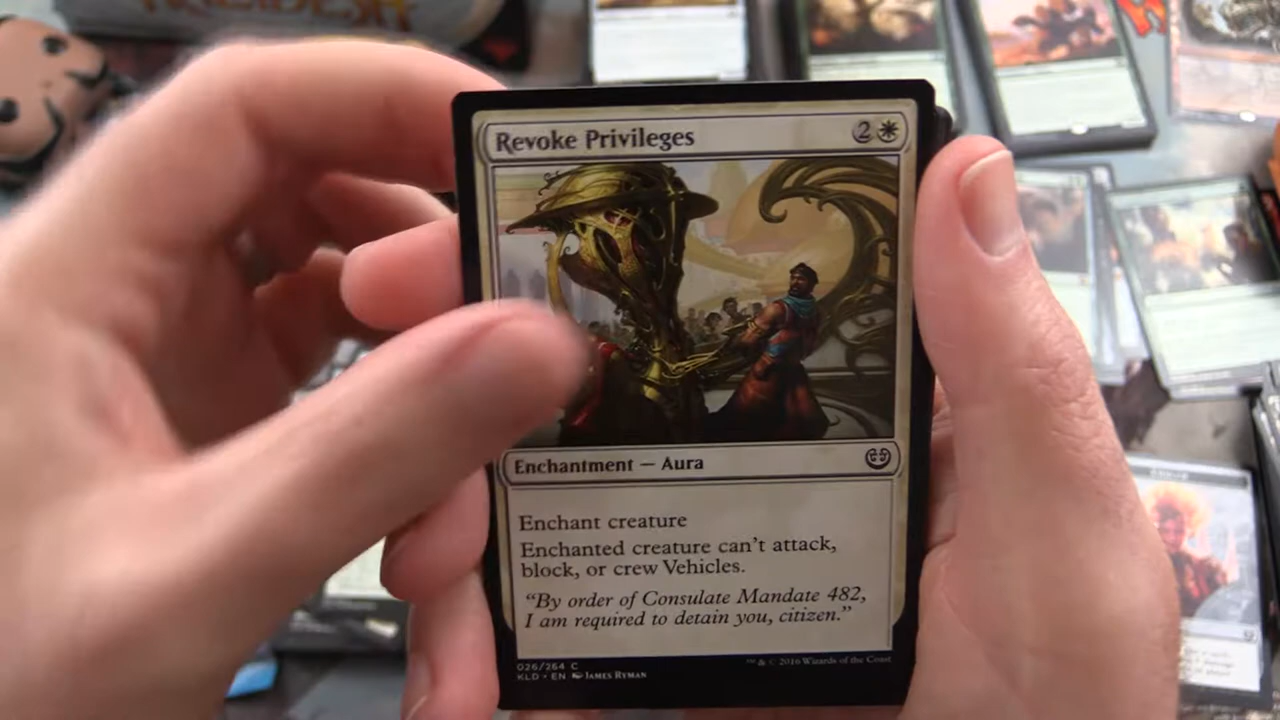 KALADESH
Revoke Privileges 2
Enchantment — Aura
Enchant creature
Enchanted creature can't attack,
block, or crew Vehicles.
"By order of Consulate Mandate 482,
I am required to detain you, citizen."
026/264 C
KLD • EN JAMES RYMAN
™ & © 2016 Wizards of the Coast